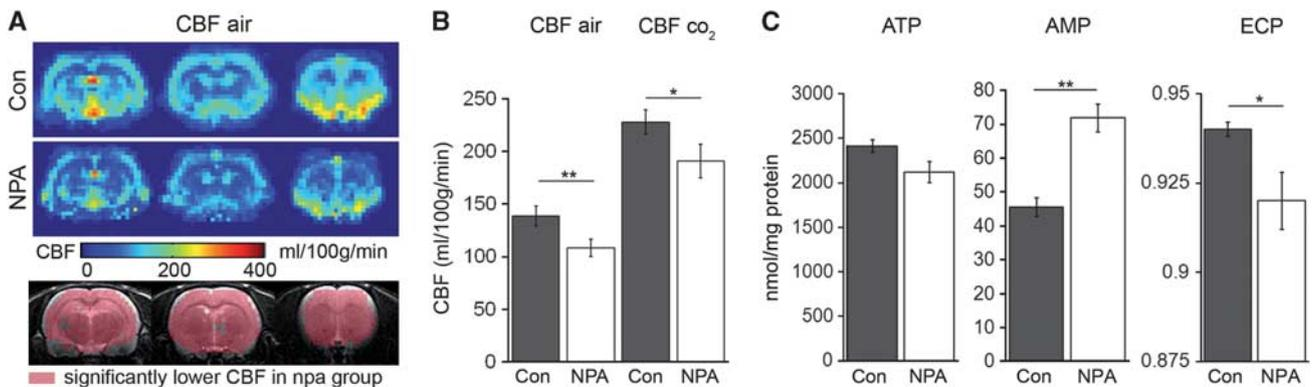 A
CBF air
Con
NPA
CBF
ml/100g/min
0 200 400
significantly lower CBF in npa group
B
CBF air CBF co₂
CBF (ml/100g/min)
250
200
150
100
50
0
**
*
Con NPA Con NPA
C
ATP AMP ECP
nmol/mg protein
3000
2500
2000
1500
1000
500
0
Con NPA
80
70
60
50
40
30
20
10
0
**
Con NPA
0.95
0.925
0.9
0.875
*
Con NPA